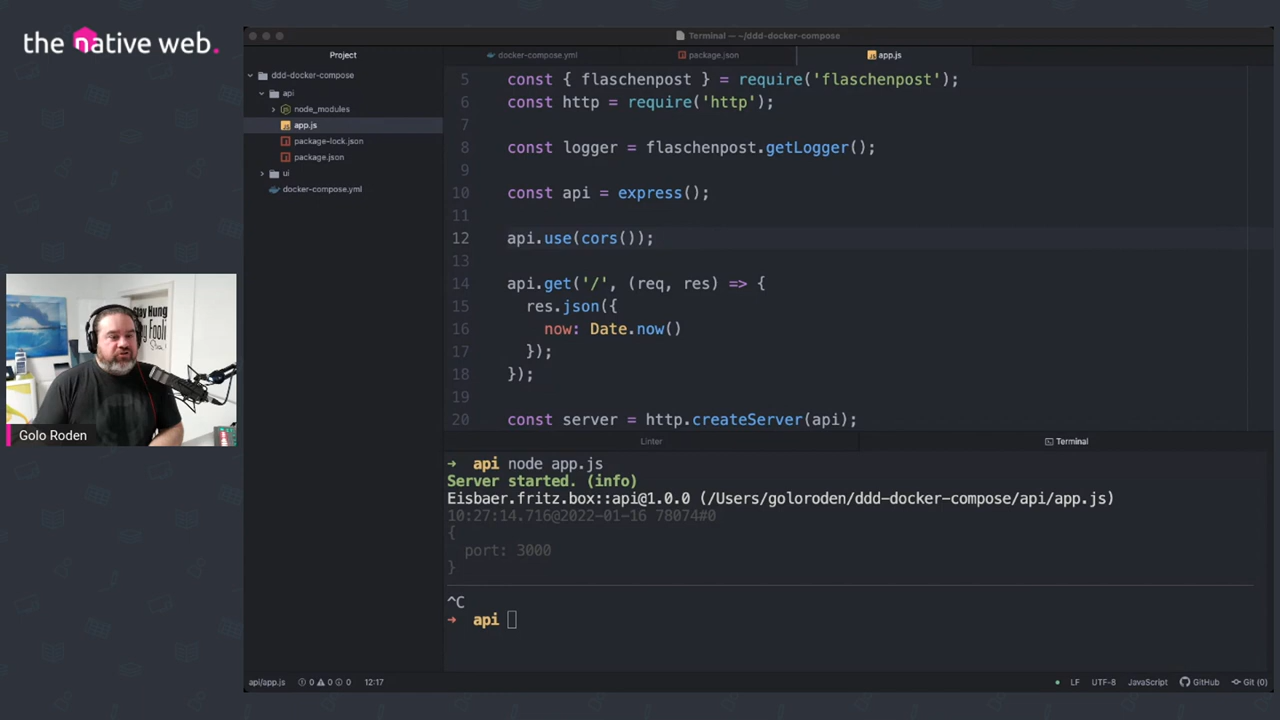 the native web.
Terminal — ~/ddd-docker-compose
Project
docker-compose.yml
package.json
app.js
ddd-docker-compose
api
node_modules
app.js
package-lock.json
package.json
ui
docker-compose.yml
5 const { flaschenpost } = require('flaschenpost');
6 const http = require('http');
7
8 const logger = flaschenpost.getLogger();
9
10 const api = express();
11
12 api.use(cors());
13
14 api.get('/', (req, res) => {
15 res.json({
16 now: Date.now()
17 });
18 });
19
20 const server = http.createServer(api);
Linter
Terminal
→ api node app.js
Server started. (info)
Eisbaer.fritz.box::api@1.0.0 (/Users/goloroden/ddd-docker-compose/api/app.js)
10:27:14.716@2022-01-16 78074#0
{
port: 3000
}
^C
→ api
Golo Roden
api/app.js 0 0 0 12:17
LF UTF-8 JavaScript GitHub Git (0)